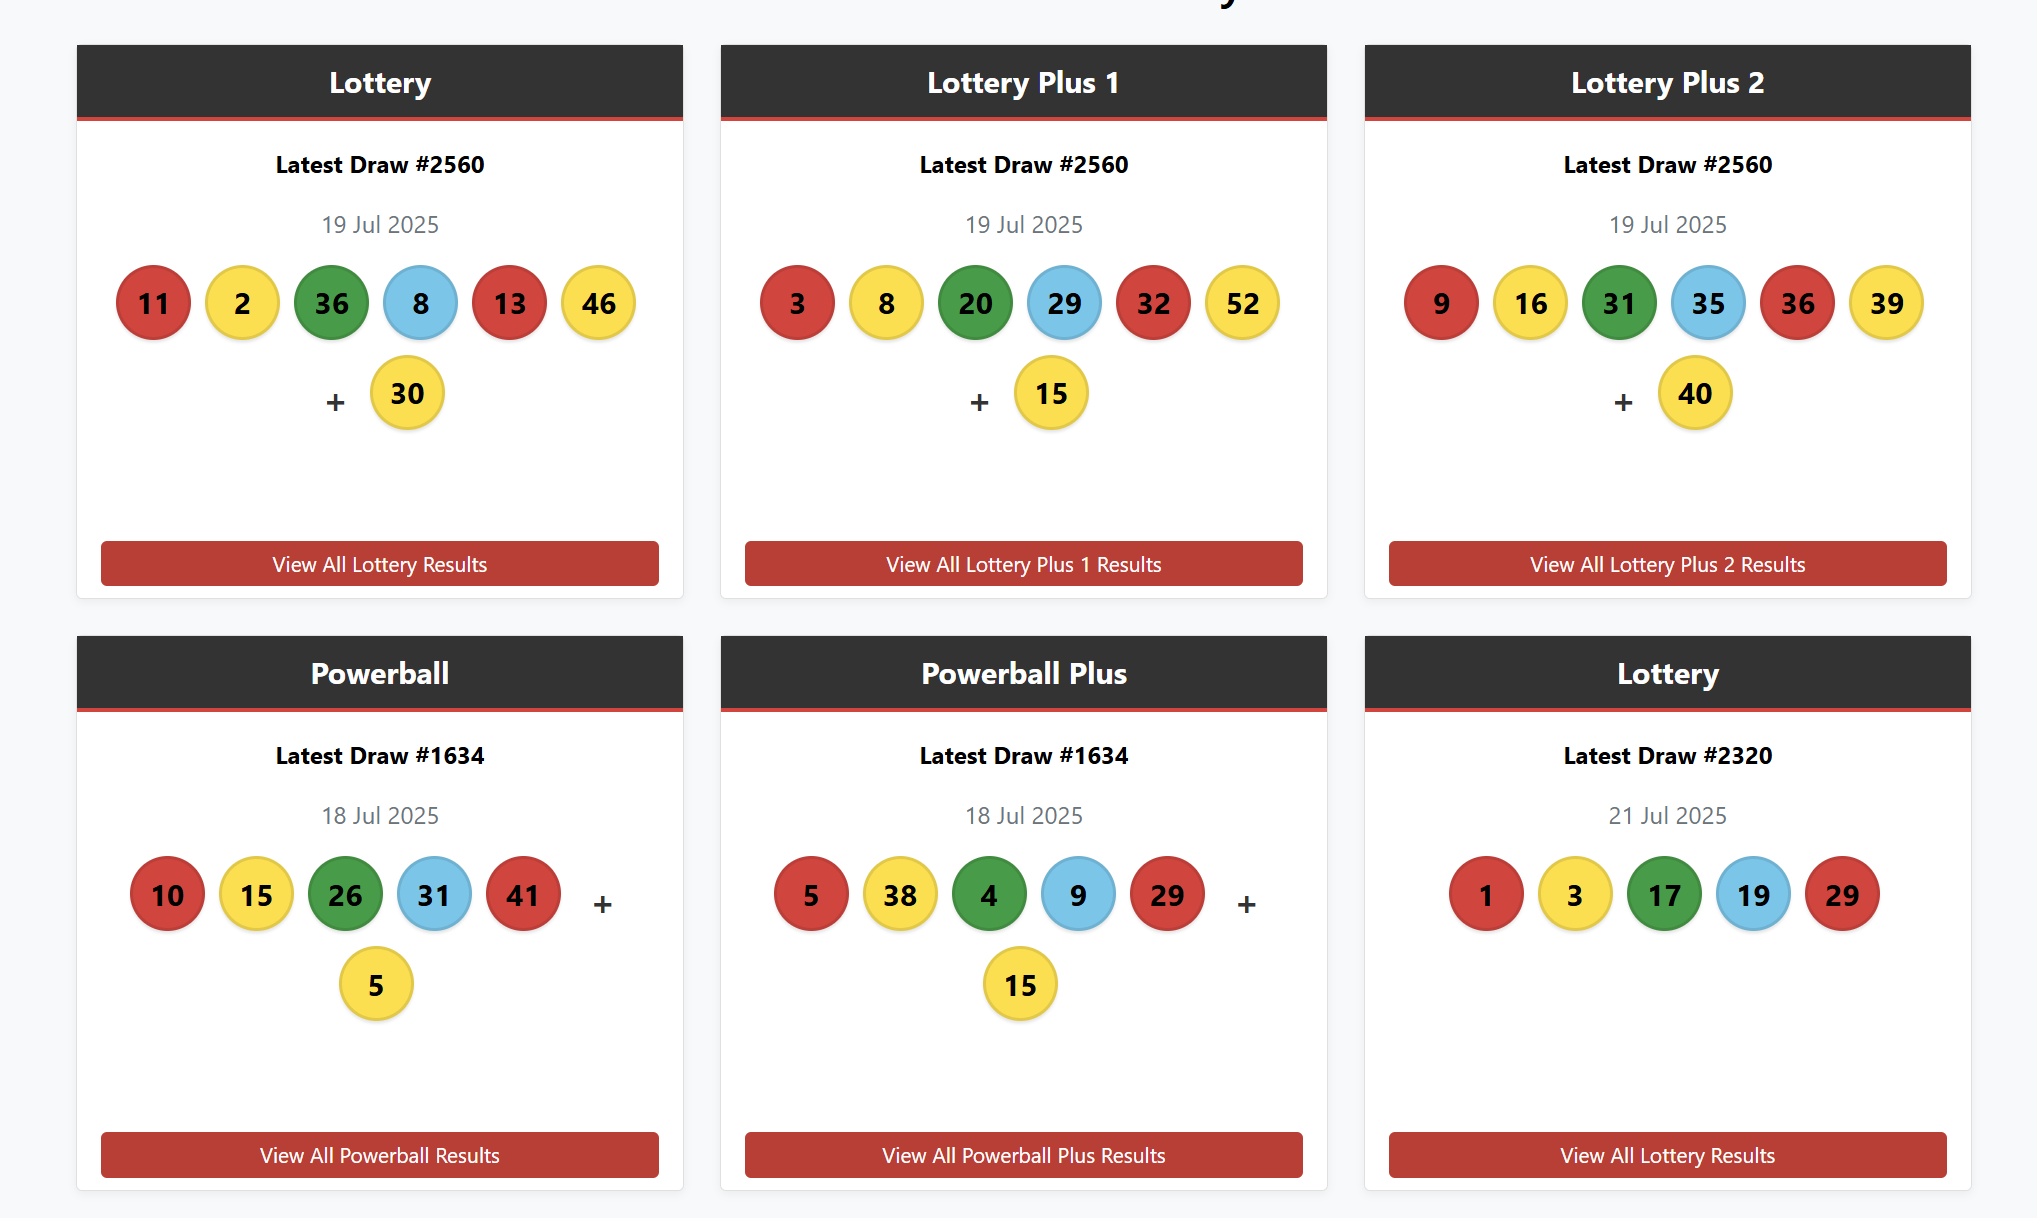 Lottery
Latest Draw #2560
19 Jul 2025
11 2 36 8 13 46
+ 30
View All Lottery Results
Lottery Plus 1
Latest Draw #2560
19 Jul 2025
3 8 20 29 32 52
+ 15
View All Lottery Plus 1 Results
Lottery Plus 2
Latest Draw #2560
19 Jul 2025
9 16 31 35 36 39
+ 40
View All Lottery Plus 2 Results
Powerball
Latest Draw #1634
18 Jul 2025
10 15 26 31 41 +
5
View All Powerball Results
Powerball Plus
Latest Draw #1634
18 Jul 2025
5 38 4 9 29 +
15
View All Powerball Plus Results
Lottery
Latest Draw #2320
21 Jul 2025
1 3 17 19 29
View All Lottery Results